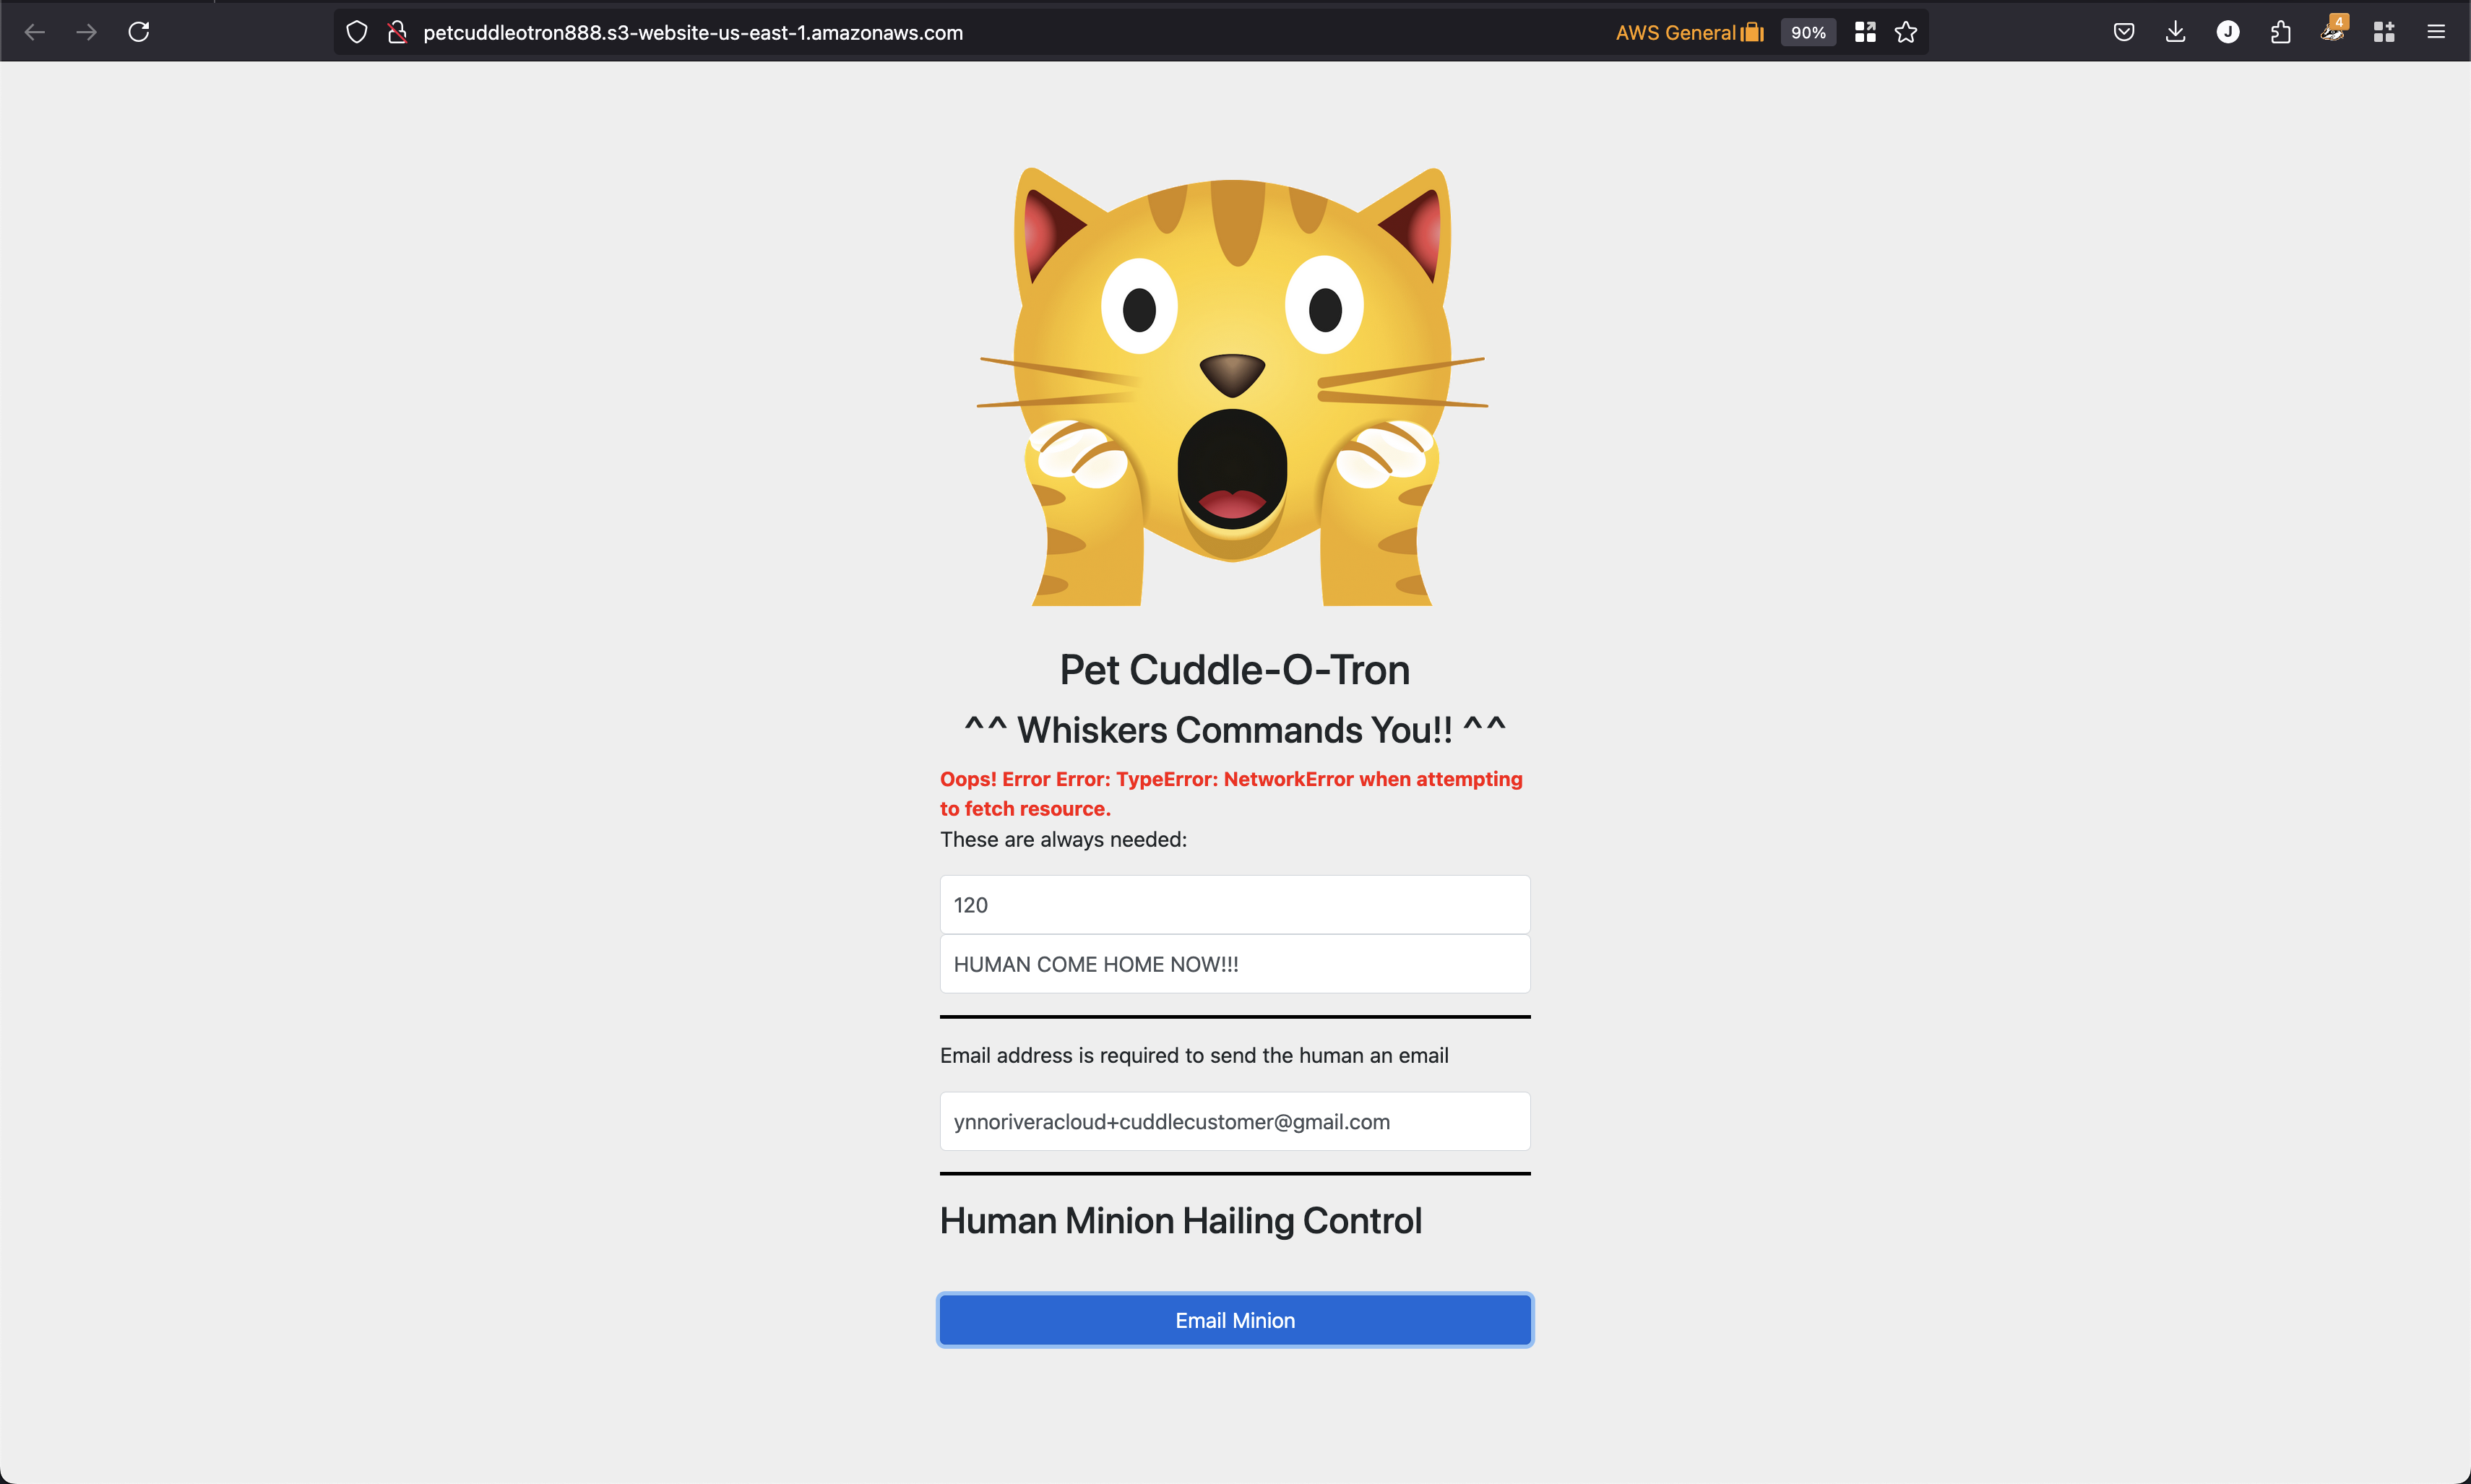 petcuddleotron888.s3-website-us-east-1.amazonaws.com
AWS General
90%
J
4
Pet Cuddle-O-Tron
^^ Whiskers Commands You!! ^^
Oops! Error Error: TypeError: NetworkError when attempting
to fetch resource.
These are always needed:
120
HUMAN COME HOME NOW!!!
Email address is required to send the human an email
ynnoriveracloud+cuddlecustomer@gmail.com
Human Minion Hailing Control
Email Minion